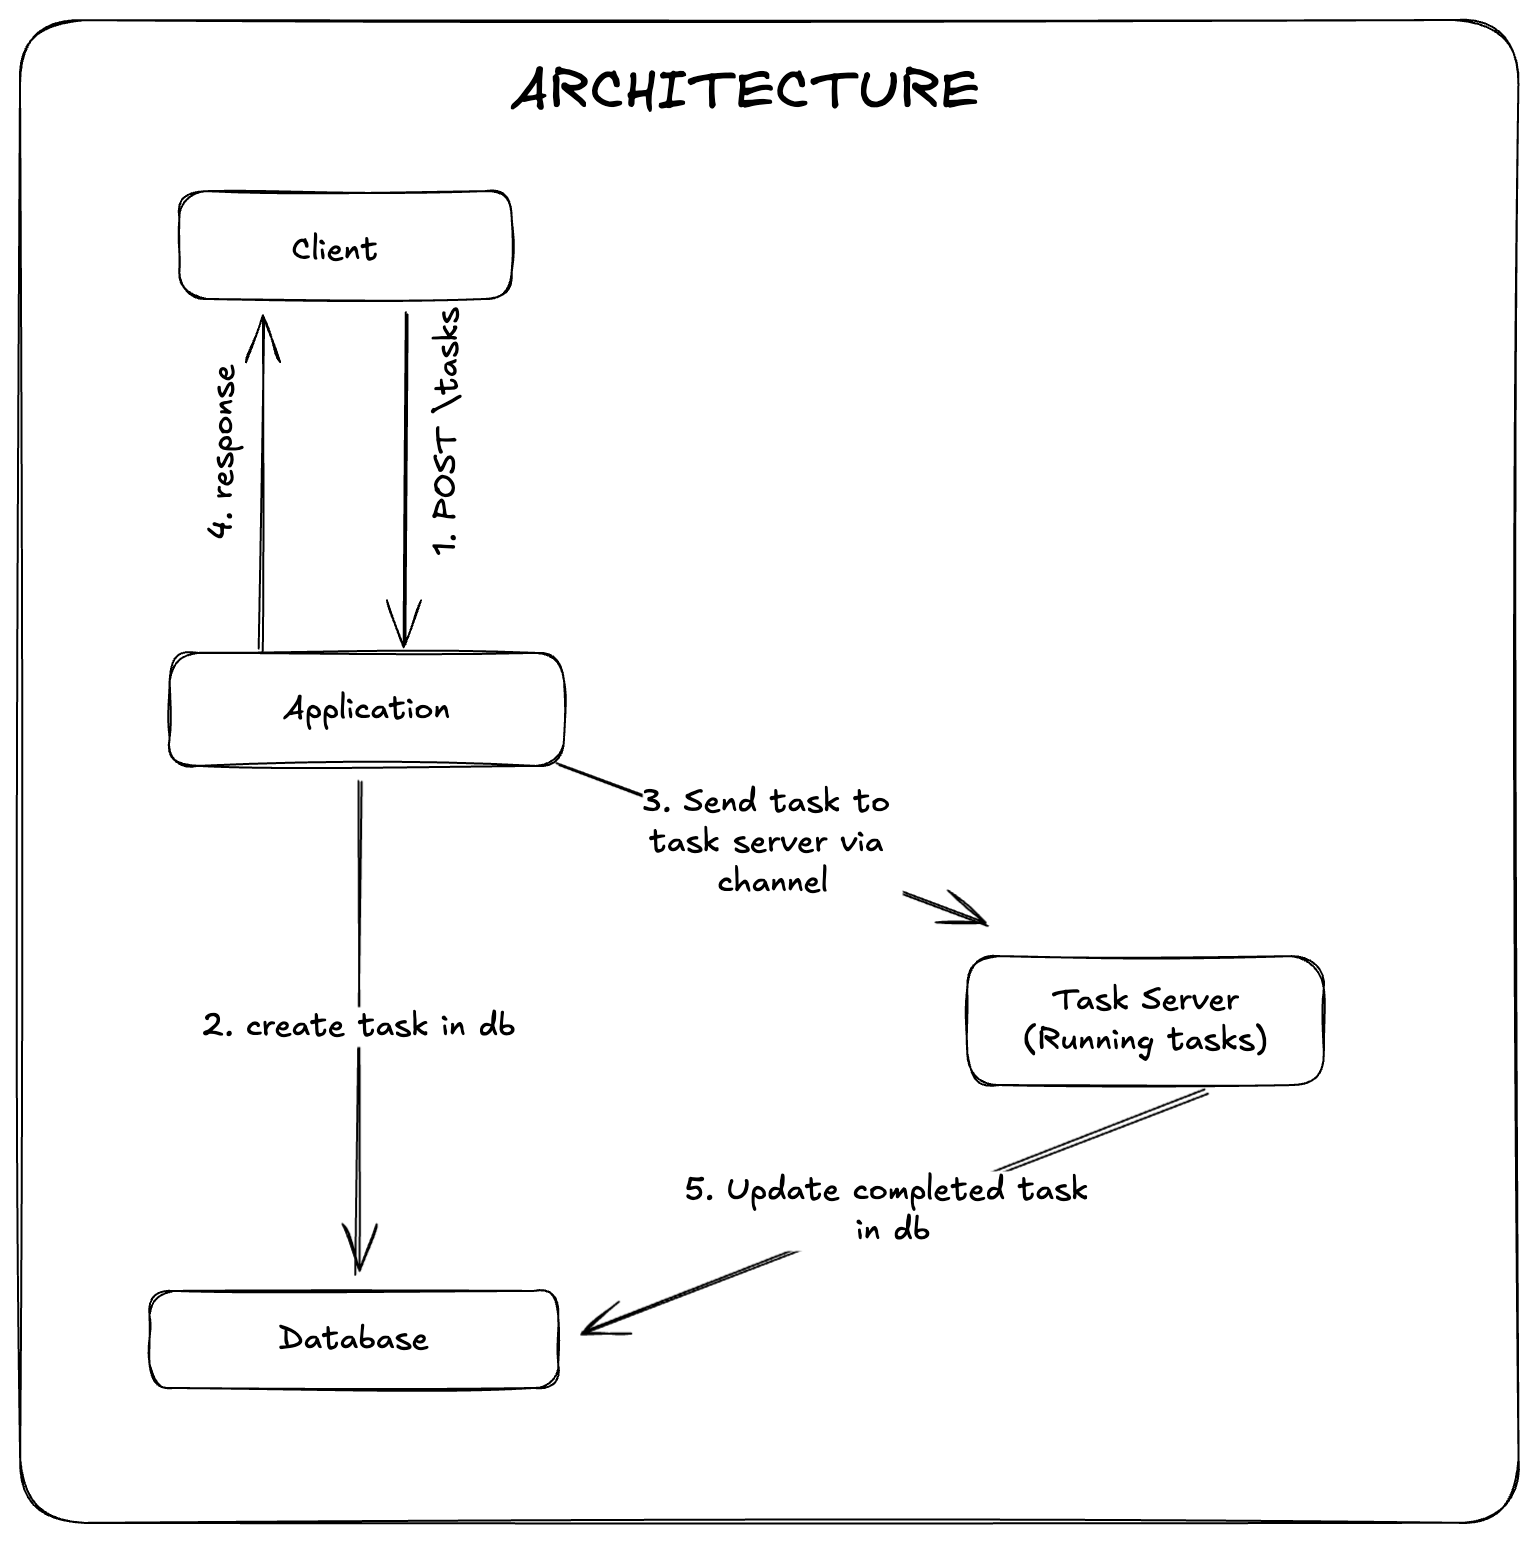 ARCHITECTURE
Client
4. response
1. POST \tasks
Application
3. Send task to
task server via
channel
Task Server
(Running tasks)
2. create task in db
5. Update completed task
in db
Database